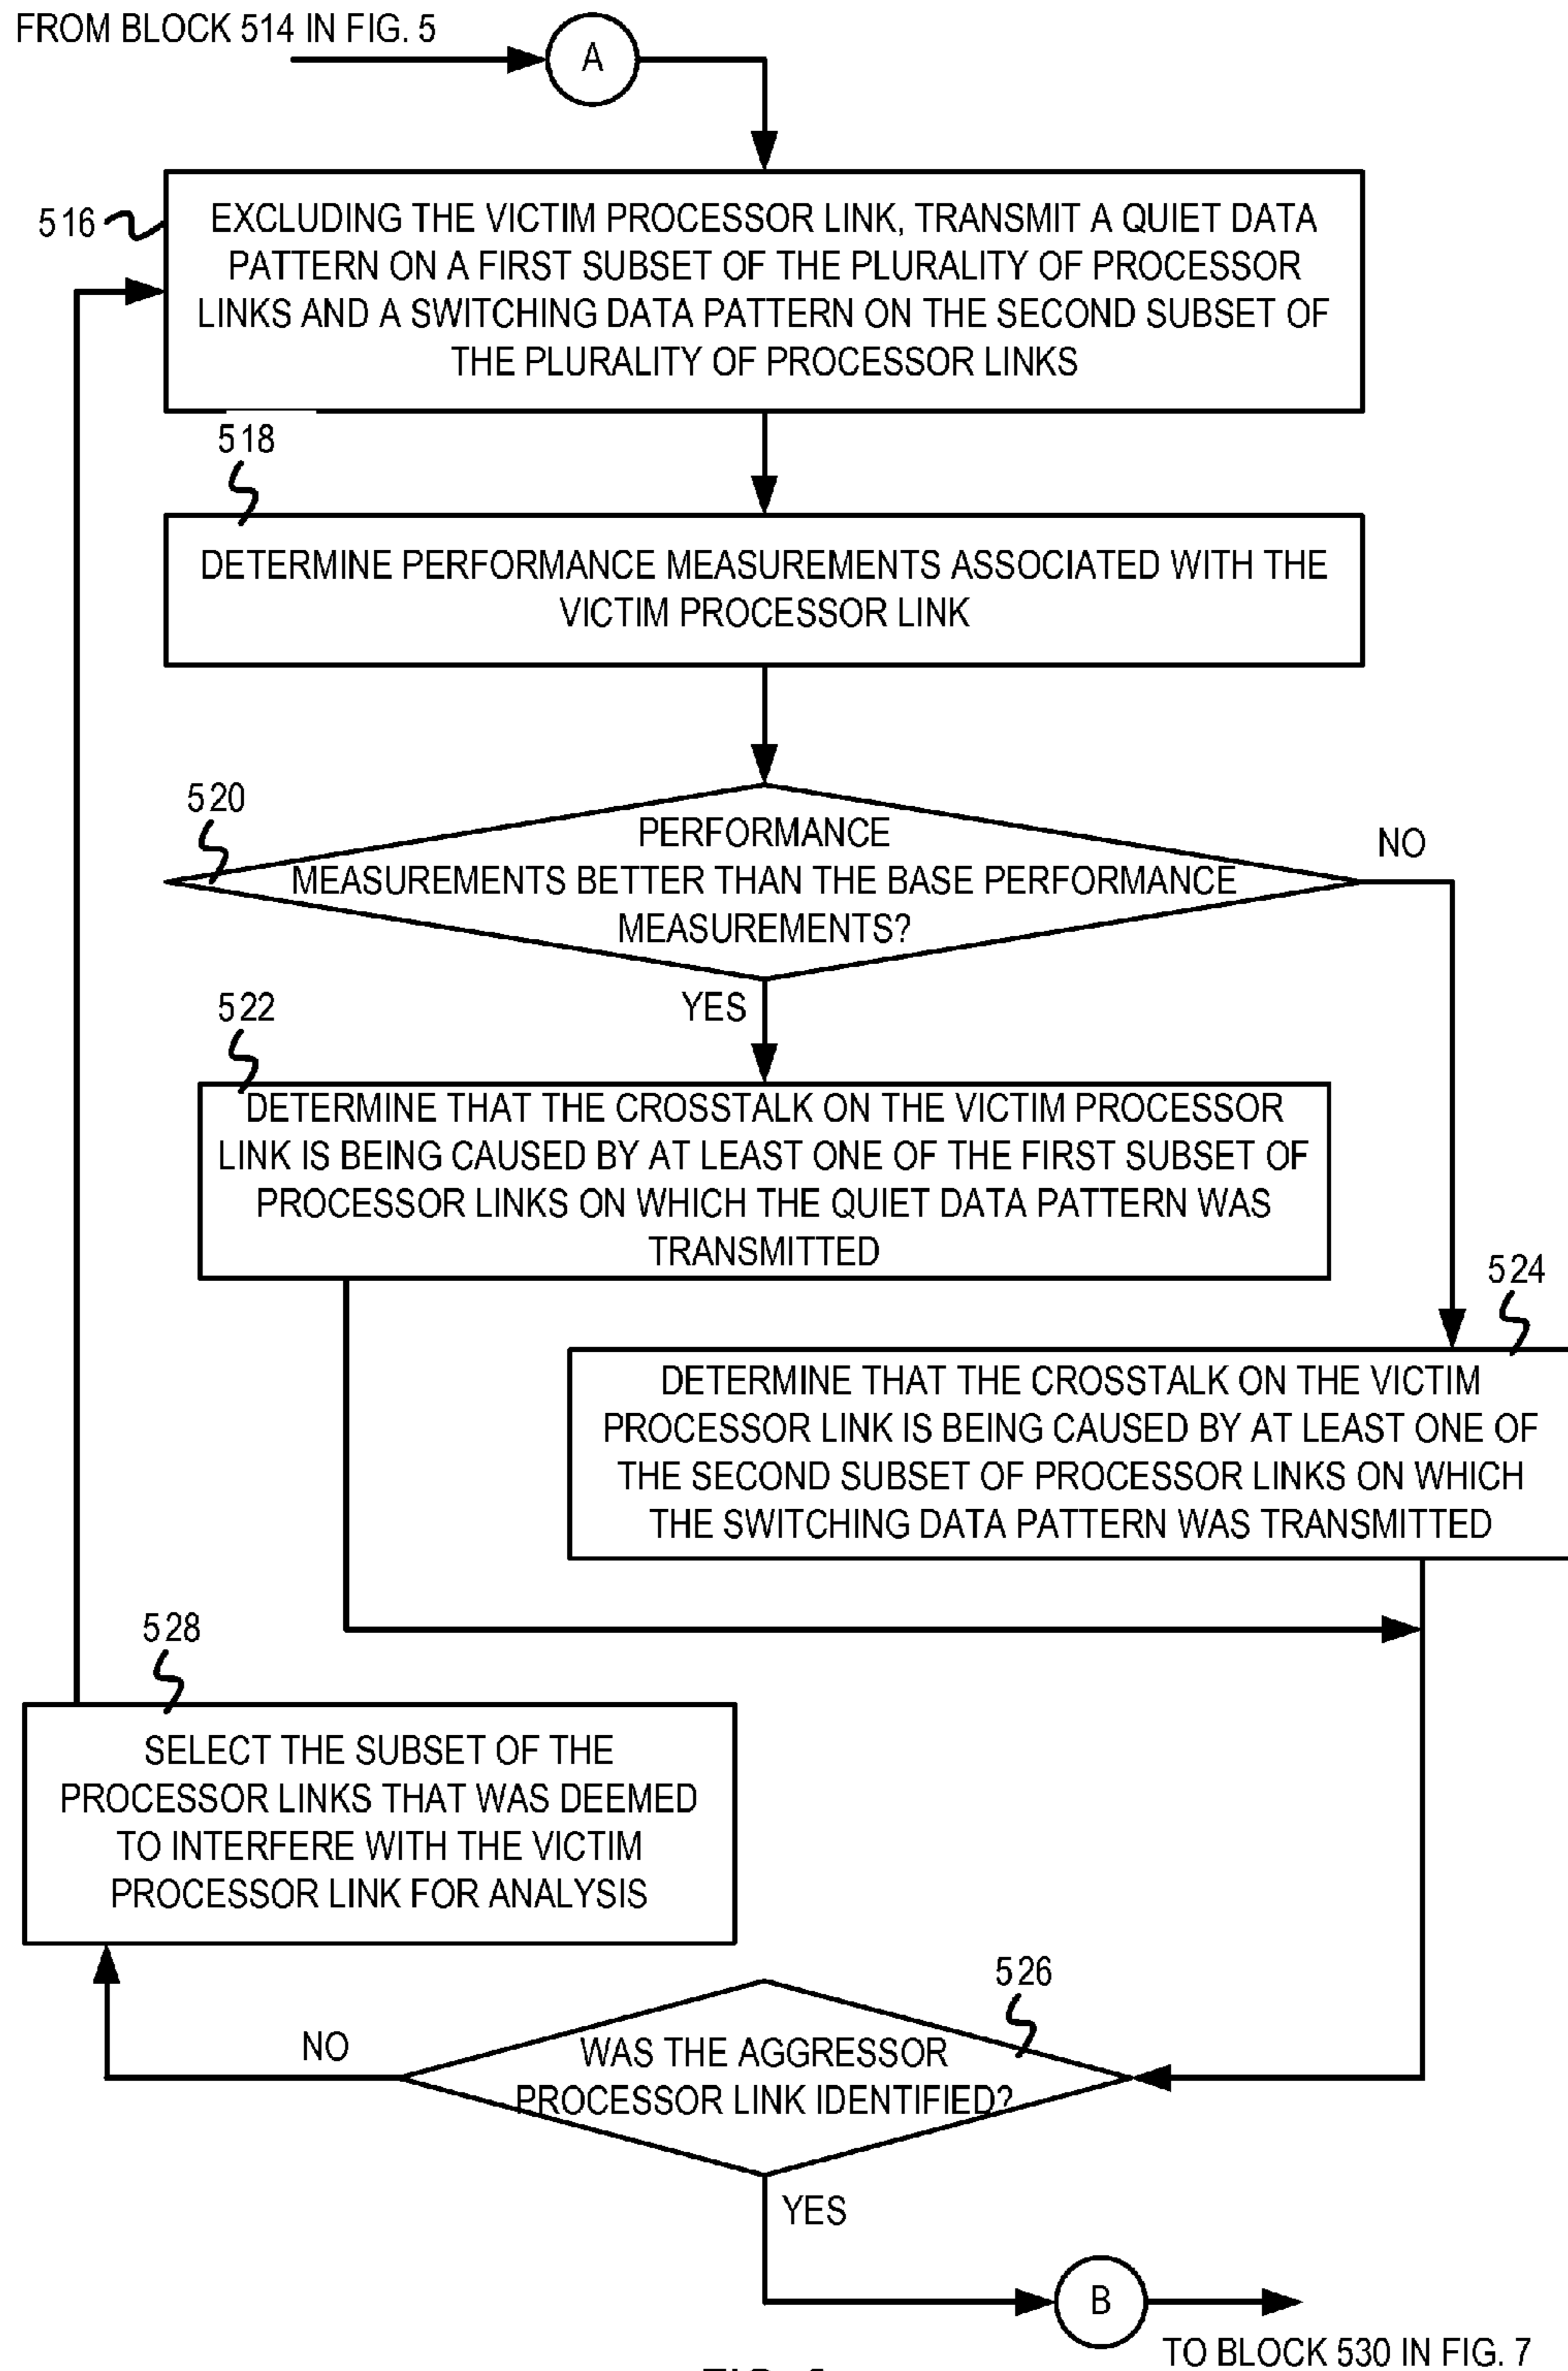 FROM BLOCK 514 IN FIG. 5
A
516
EXCLUDING THE VICTIM PROCESSOR LINK, TRANSMIT A QUIET DATA
PATTERN ON A FIRST SUBSET OF THE PLURALITY OF PROCESSOR
LINKS AND A SWITCHING DATA PATTERN ON THE SECOND SUBSET OF
THE PLURALITY OF PROCESSOR LINKS
518
DETERMINE PERFORMANCE MEASUREMENTS ASSOCIATED WITH THE
VICTIM PROCESSOR LINK
520
PERFORMANCE
MEASUREMENTS BETTER THAN THE BASE PERFORMANCE
MEASUREMENTS?
NO
YES
522
DETERMINE THAT THE CROSSTALK ON THE VICTIM PROCESSOR
LINK IS BEING CAUSED BY AT LEAST ONE OF THE FIRST SUBSET OF
PROCESSOR LINKS ON WHICH THE QUIET DATA PATTERN WAS
TRANSMITTED
524
DETERMINE THAT THE CROSSTALK ON THE VICTIM
PROCESSOR LINK IS BEING CAUSED BY AT LEAST ONE OF
THE SECOND SUBSET OF PROCESSOR LINKS ON WHICH
THE SWITCHING DATA PATTERN WAS TRANSMITTED
528
SELECT THE SUBSET OF THE
PROCESSOR LINKS THAT WAS DEEMED
TO INTERFERE WITH THE VICTIM
PROCESSOR LINK FOR ANALYSIS
526
WAS THE AGGRESSOR
PROCESSOR LINK IDENTIFIED?
NO
YES
B
TO BLOCK 530 IN FIG. 7